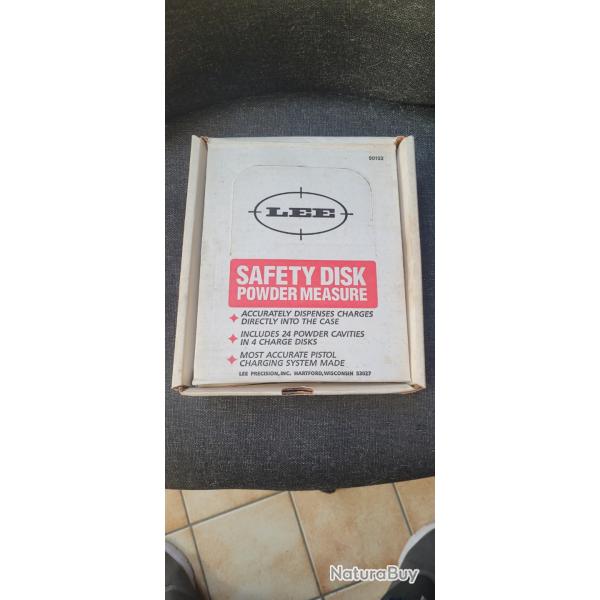 90193
LEE
SAFETY DISK
POWDER MEASURE
ACCURATELY DISPENSES CHARGES
DIRECTLY INTO THE CASE
INCLUDES 24 POWDER CAVITIES
IN 4 CHARGE DISKS
MOST ACCURATE PISTOL
CHARGING SYSTEM MADE
LEE PRECISION, INC. HARTFORD, WISCONSIN 53027
NaturaBuy